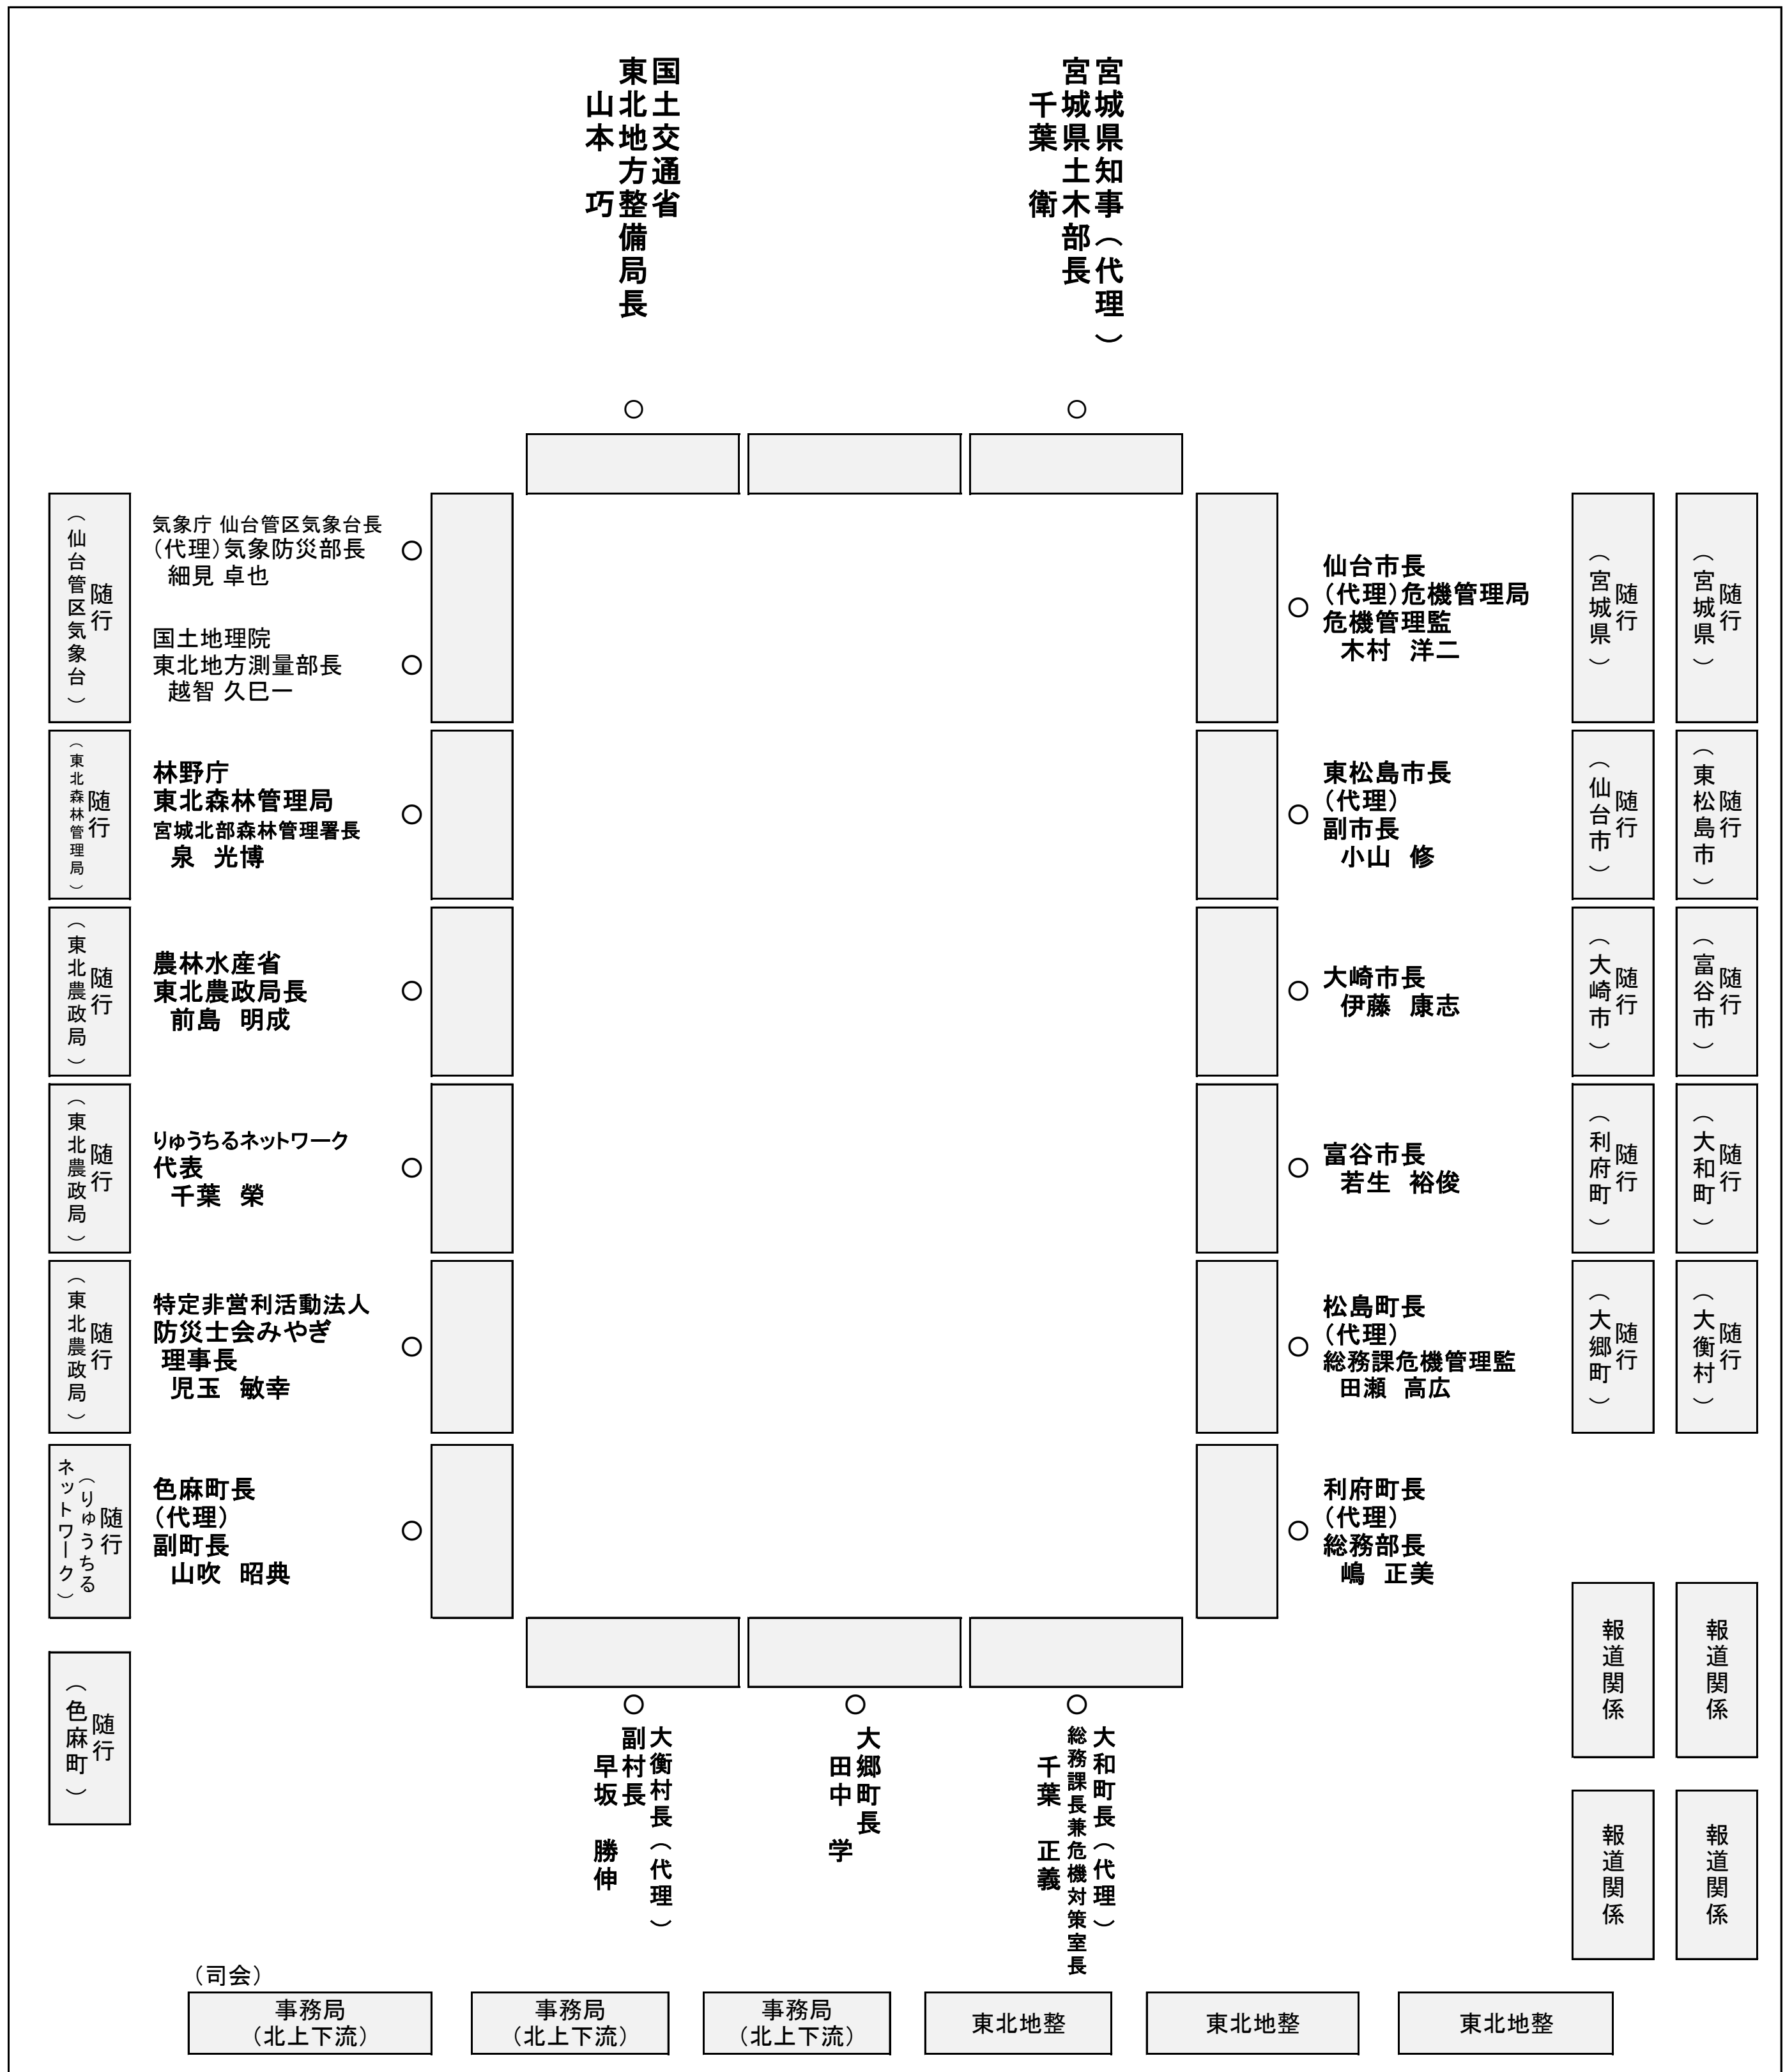 国土交通省
東北地方整備局長
山本　巧
宮城県知事（代理）
宮城県土木部長
千葉　衛
随行
（仙台管区気象台）
気象庁 仙台管区気象台長
（代理）気象防災部長
細見 卓也
国土地理院
東北地方測量部長
越智 久巳一
随行
（東北森林管理局）
林野庁
東北森林管理局
宮城北部森林管理署長
泉　光博
随行
（東北農政局）
農林水産省
東北農政局長
前島　明成
随行
（東北農政局）
りゅうちるネットワーク
代表
千葉　榮
随行
（東北農政局）
特定非営利活動法人
防災士会みやぎ
理事長
児玉　敏幸
随行
（りゅうちる
ネットワーク）
色麻町長
（代理）
副町長
山吹　昭典
随行
（色麻町）
仙台市長
（代理）危機管理局
危機管理監
木村　洋二
東松島市長
（代理）
副市長
小山　修
大崎市長
伊藤　康志
富谷市長
若生　裕俊
松島町長
（代理）
総務課危機管理監
田瀬　高広
利府町長
（代理）
総務部長
嶋　正美
随行
（宮城県）
随行
（宮城県）
随行
（仙台市）
随行
（東松島市）
随行
（大崎市）
随行
（富谷市）
随行
（利府町）
随行
（大和町）
随行
（大郷町）
随行
（大衡村）
報道関係
報道関係
報道関係
報道関係
大衡村長（代理）
副村長
早坂　勝伸
大郷町長
田中　学
大和町長（代理）
総務課長兼危機対策室長
千葉　正義
（司会）
事務局
（北上下流）
事務局
（北上下流）
事務局
（北上下流）
東北地整
東北地整
東北地整